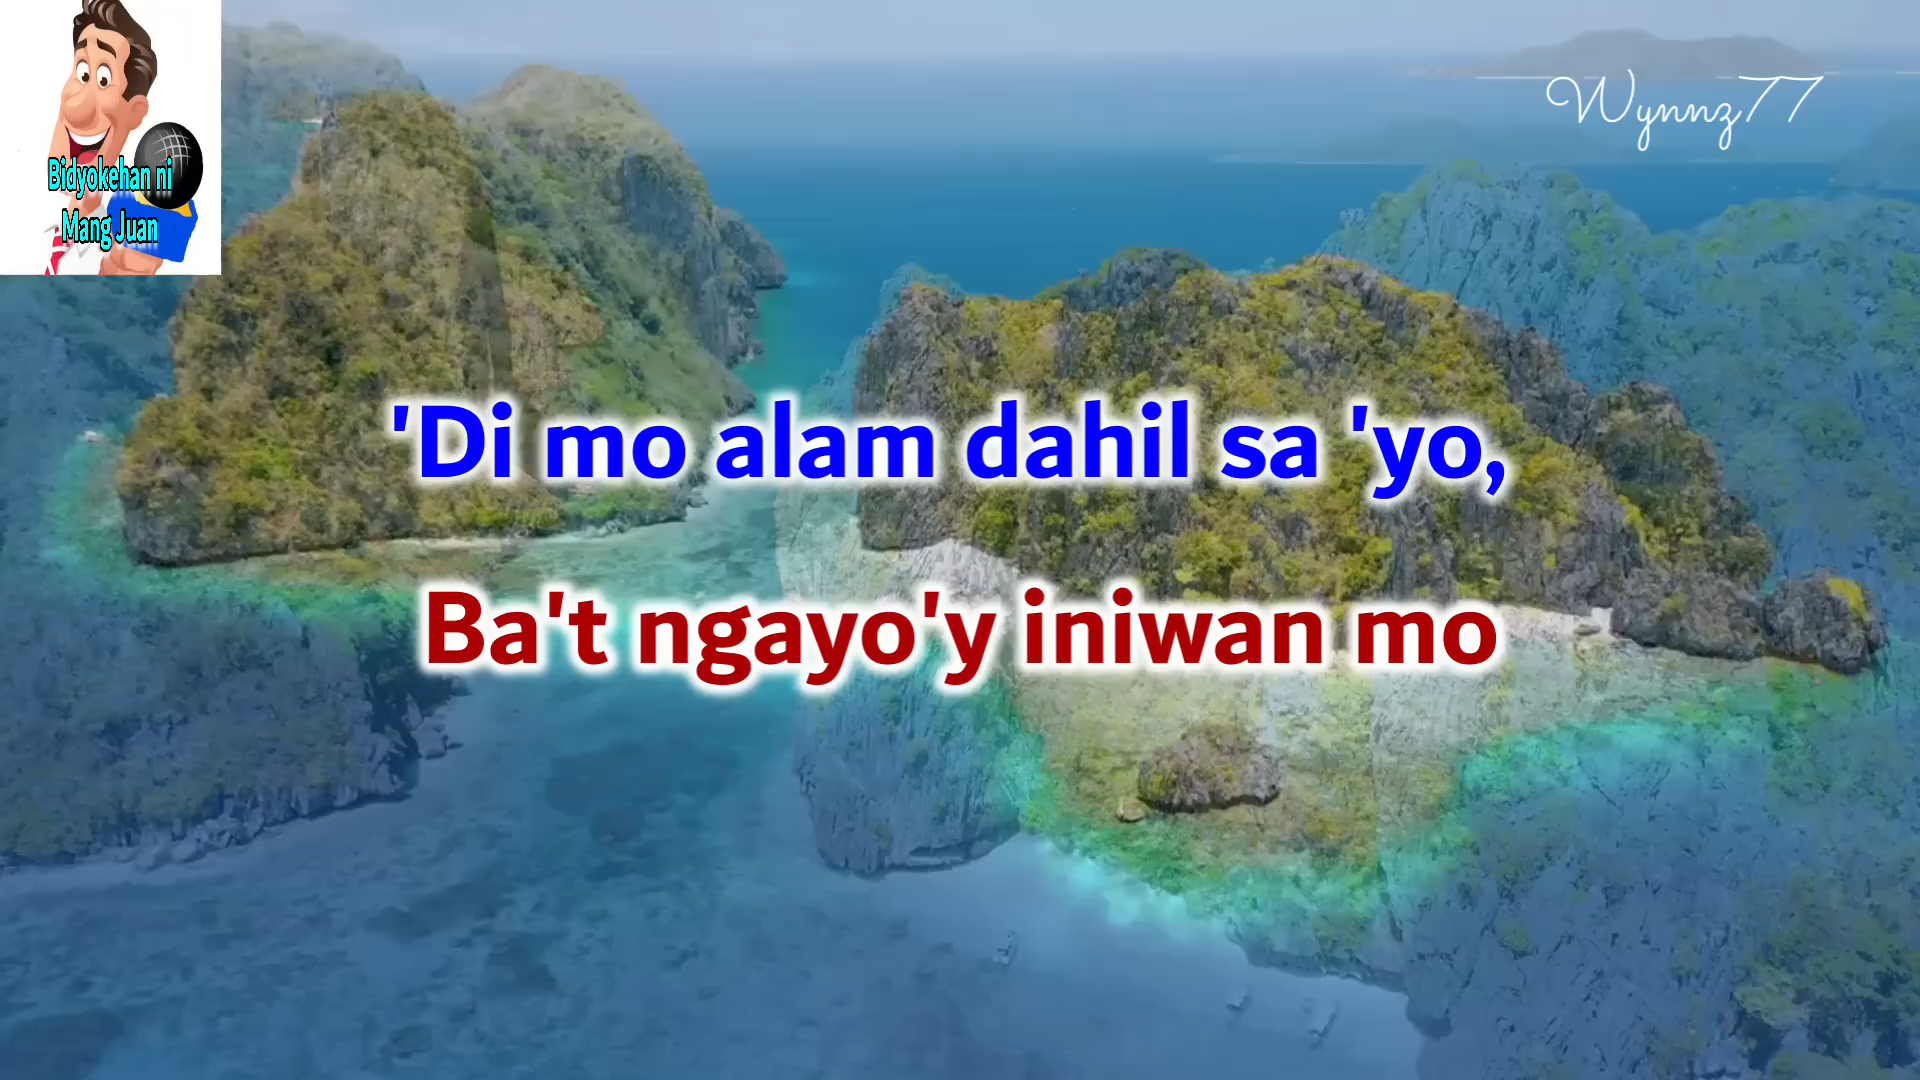 Bidyokehan ni
Mang Juan
Wynnz77
'Di mo alam dahil sa 'yo,
Ba't ngayo'y iniwan mo